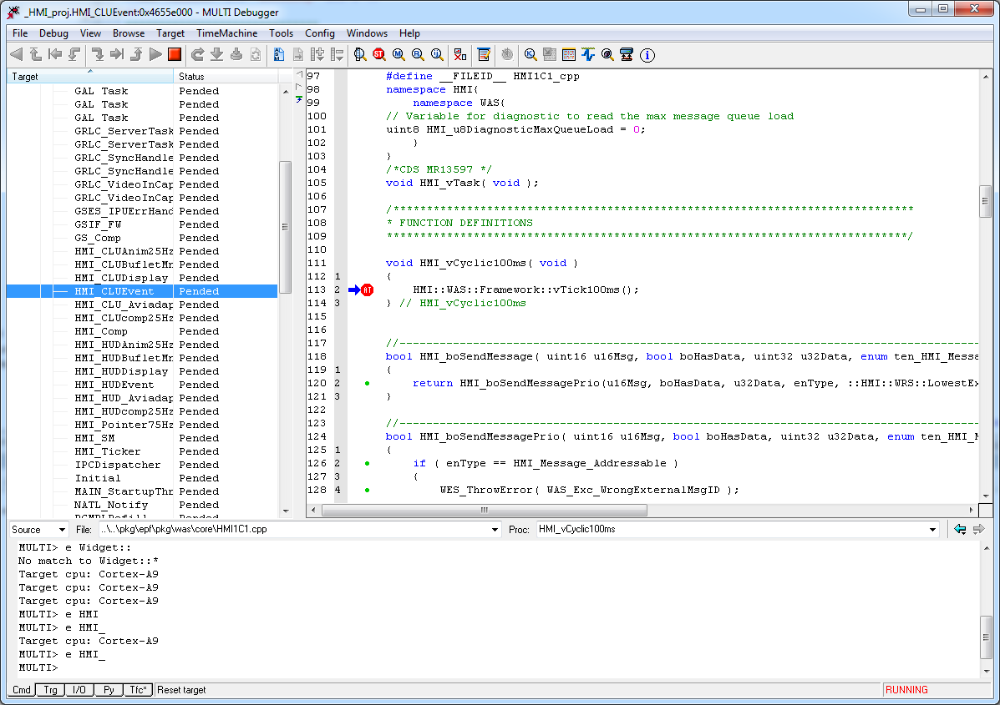 _HMI_proj.HMI_CLUEvent:0x4655e000 - MULTI Debugger
File Debug View Browse Target TimeMachine Tools Config Windows Help
Target Status
GAL Task Pended
GAL Task Pended
GAL Task Pended
GRLC_ServerTask Pended
GRLC_ServerTask Pended
GRLC_SyncHandle Pended
GRLC_SyncHandle Pended
GRLC_VideoInCap Pended
GRLC_VideoInCap Pended
GSES_IPUErrHand Pended
GSIF_FW Pended
GS_Comp Pended
HMI_CLUAnim25Hz Pended
HMI_CLUBufletMn Pended
HMI_CLUDisplay Pended
HMI_CLUEvent Pended
HMI_CLU_Aviadap Pended
HMI_CLUcomp25Hz Pended
HMI_Comp Pended
HMI_HUDAnim25Hz Pended
HMI_HUDBufletMn Pended
HMI_HUDDisplay Pended
HMI_HUDEvent Pended
HMI_HUD_Aviadap Pended
HMI_HUDcomp25Hz Pended
HMI_Pointer75Hz Pended
HMI_SM Pended
HMI_Ticker Pended
IPCDispatcher Pended
Initial Pended
MAIN_StartupThr Pended
NATL_Notify Pended
97 #define __FILEID__ HMI1C1_cpp
98 namespace HMI{
99 namespace WAS{
100 // Variable for diagnostic to read the max message queue load
101 uint8 HMI_u8DiagnosticMaxQueueLoad = 0;
102 }
103 }
104 /*CDS MR13597 */
105 void HMI_vTask( void );
106
107 /******************************************************************************
108 * FUNCTION DEFINITIONS
109 ******************************************************************************/
110
111 void HMI_vCyclic100ms( void )
112 1 {
113 2 HMI::WAS::Framework::vTick100ms();
114 3 } // HMI_vCyclic100ms
115
116
117 //---------------------------------------------------------------------------------------
118 bool HMI_boSendMessage( uint16 u16Msg, bool boHasData, uint32 u32Data, enum ten_HMI_Messa
119 1 {
120 2 return HMI_boSendMessagePrio(u16Msg, boHasData, u32Data, enType, ::HMI::WRS::LowestEx
121 3 }
122
123 //---------------------------------------------------------------------------------------
124 bool HMI_boSendMessagePrio( uint16 u16Msg, bool boHasData, uint32 u32Data, enum ten_HMI_M
125 1 {
126 2 if ( enType == HMI_Message_Addressable )
127 3 {
128 4 WES_ThrowError( WAS_Exc_WrongExternalMsgID );
Source File: ..\..\pkg\epf\pkg\was\core\HMI1C1.cpp Proc: HMI_vCyclic100ms
MULTI> e Widget::
No match to Widget::*
Target cpu: Cortex-A9
Target cpu: Cortex-A9
Target cpu: Cortex-A9
MULTI> e HMI
MULTI> e HMI_
Target cpu: Cortex-A9
MULTI> e HMI_
MULTI>
Cmd Trg I/O Py Tfc* Reset target RUNNING